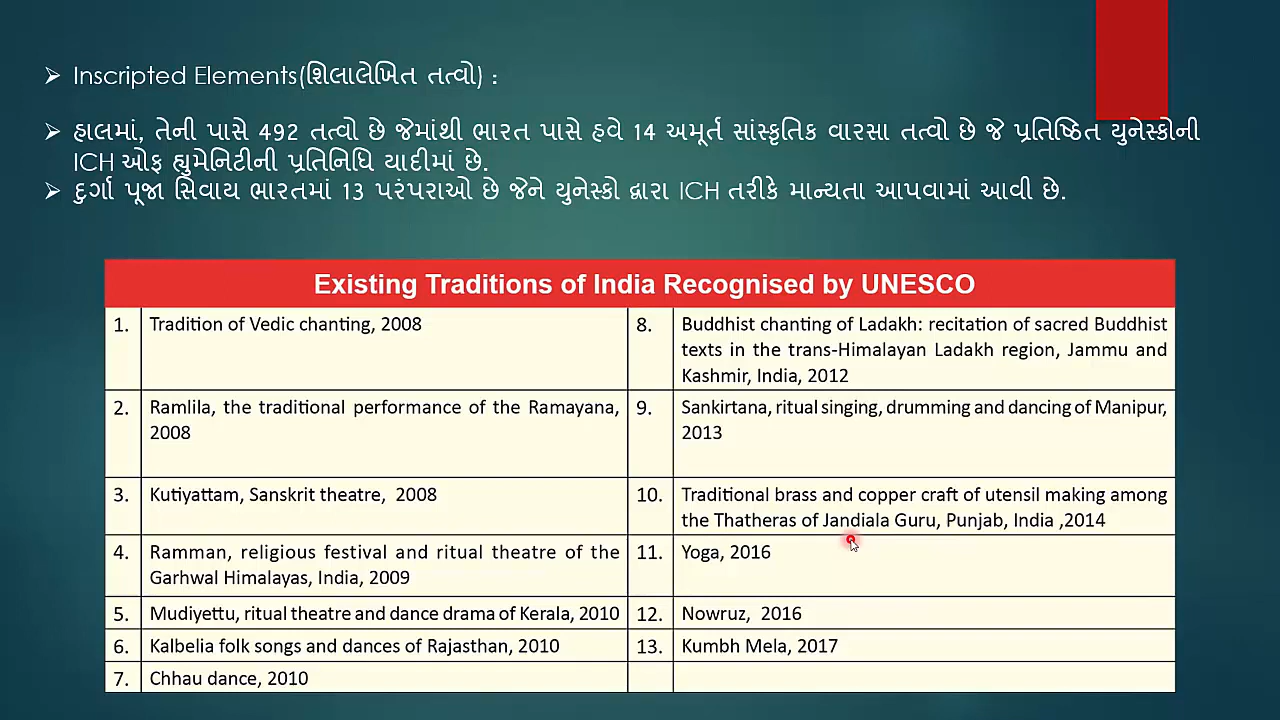 Inscripted Elements(શિલાલેખિત તત્વો) :
હાલમાં, તેની પાસે 492 તત્વો છે જેમાંથી ભારત પાસે હવે 14 અમૂર્ત સાંસ્કૃતિક વારસા તત્વો છે જે પ્રતિષ્ઠિત યુનેસ્કોની
ICH ઓફ હ્યુમેનિટીની પ્રતિનિધિ યાદીમાં છે.
દુર્ગા પૂજા સિવાય ભારતમાં 13 પરંપરાઓ છે જેને યુનેસ્કો દ્વારા ICH તરીકે માન્યતા આપવામાં આવી છે.
Existing Traditions of India Recognised by UNESCO
1. Tradition of Vedic chanting, 2008
2. Ramlila, the traditional performance of the Ramayana,
2008
3. Kutiyattam, Sanskrit theatre, 2008
4. Ramman, religious festival and ritual theatre of the
Garhwal Himalayas, India, 2009
5. Mudiyettu, ritual theatre and dance drama of Kerala, 2010
6. Kalbelia folk songs and dances of Rajasthan, 2010
7. Chhau dance, 2010
8. Buddhist chanting of Ladakh: recitation of sacred Buddhist
texts in the trans-Himalayan Ladakh region, Jammu and
Kashmir, India, 2012
9. Sankirtana, ritual singing, drumming and dancing of Manipur,
2013
10. Traditional brass and copper craft of utensil making among
the Thatheras of Jandiala Guru, Punjab, India ,2014
11. Yoga, 2016
12. Nowruz, 2016
13. Kumbh Mela, 2017